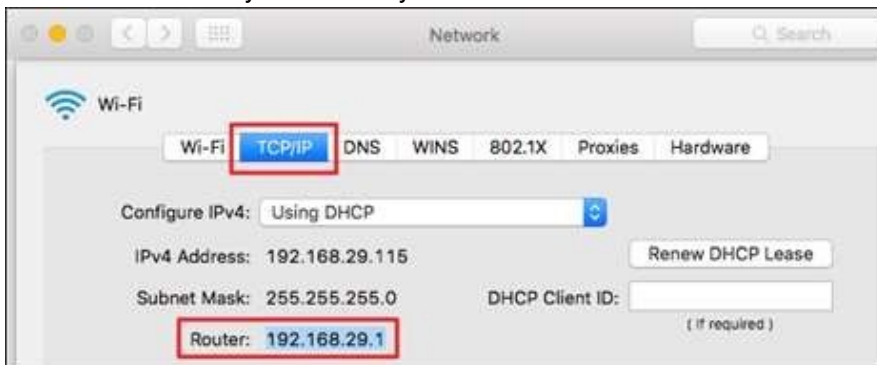 Network
Search
Wi-Fi
Wi-Fi TCP/IP DNS WINS 802.1X Proxies Hardware
Configure IPv4: Using DHCP
IPv4 Address: 192.168.29.115 Renew DHCP Lease
Subnet Mask: 255.255.255.0 DHCP Client ID:
( If required )
Router: 192.168.29.1